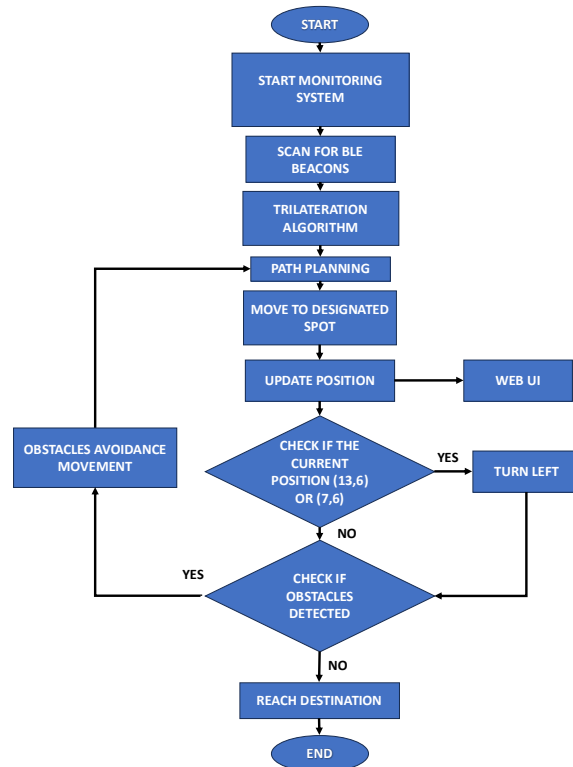 START
START MONITORING
SYSTEM
SCAN FOR BLE
BEACONS
TRILATERATION
ALGORITHM
PATH PLANNING
MOVE TO DESIGNATED
SPOT
UPDATE POSITION
WEB UI
CHECK IF THE
CURRENT
POSITION (13,6)
OR (7,6)
YES
TURN LEFT
OBSTACLES AVOIDANCE
MOVEMENT
NO
YES
CHECK IF
OBSTACLES
DETECTED
NO
REACH DESTINATION
END